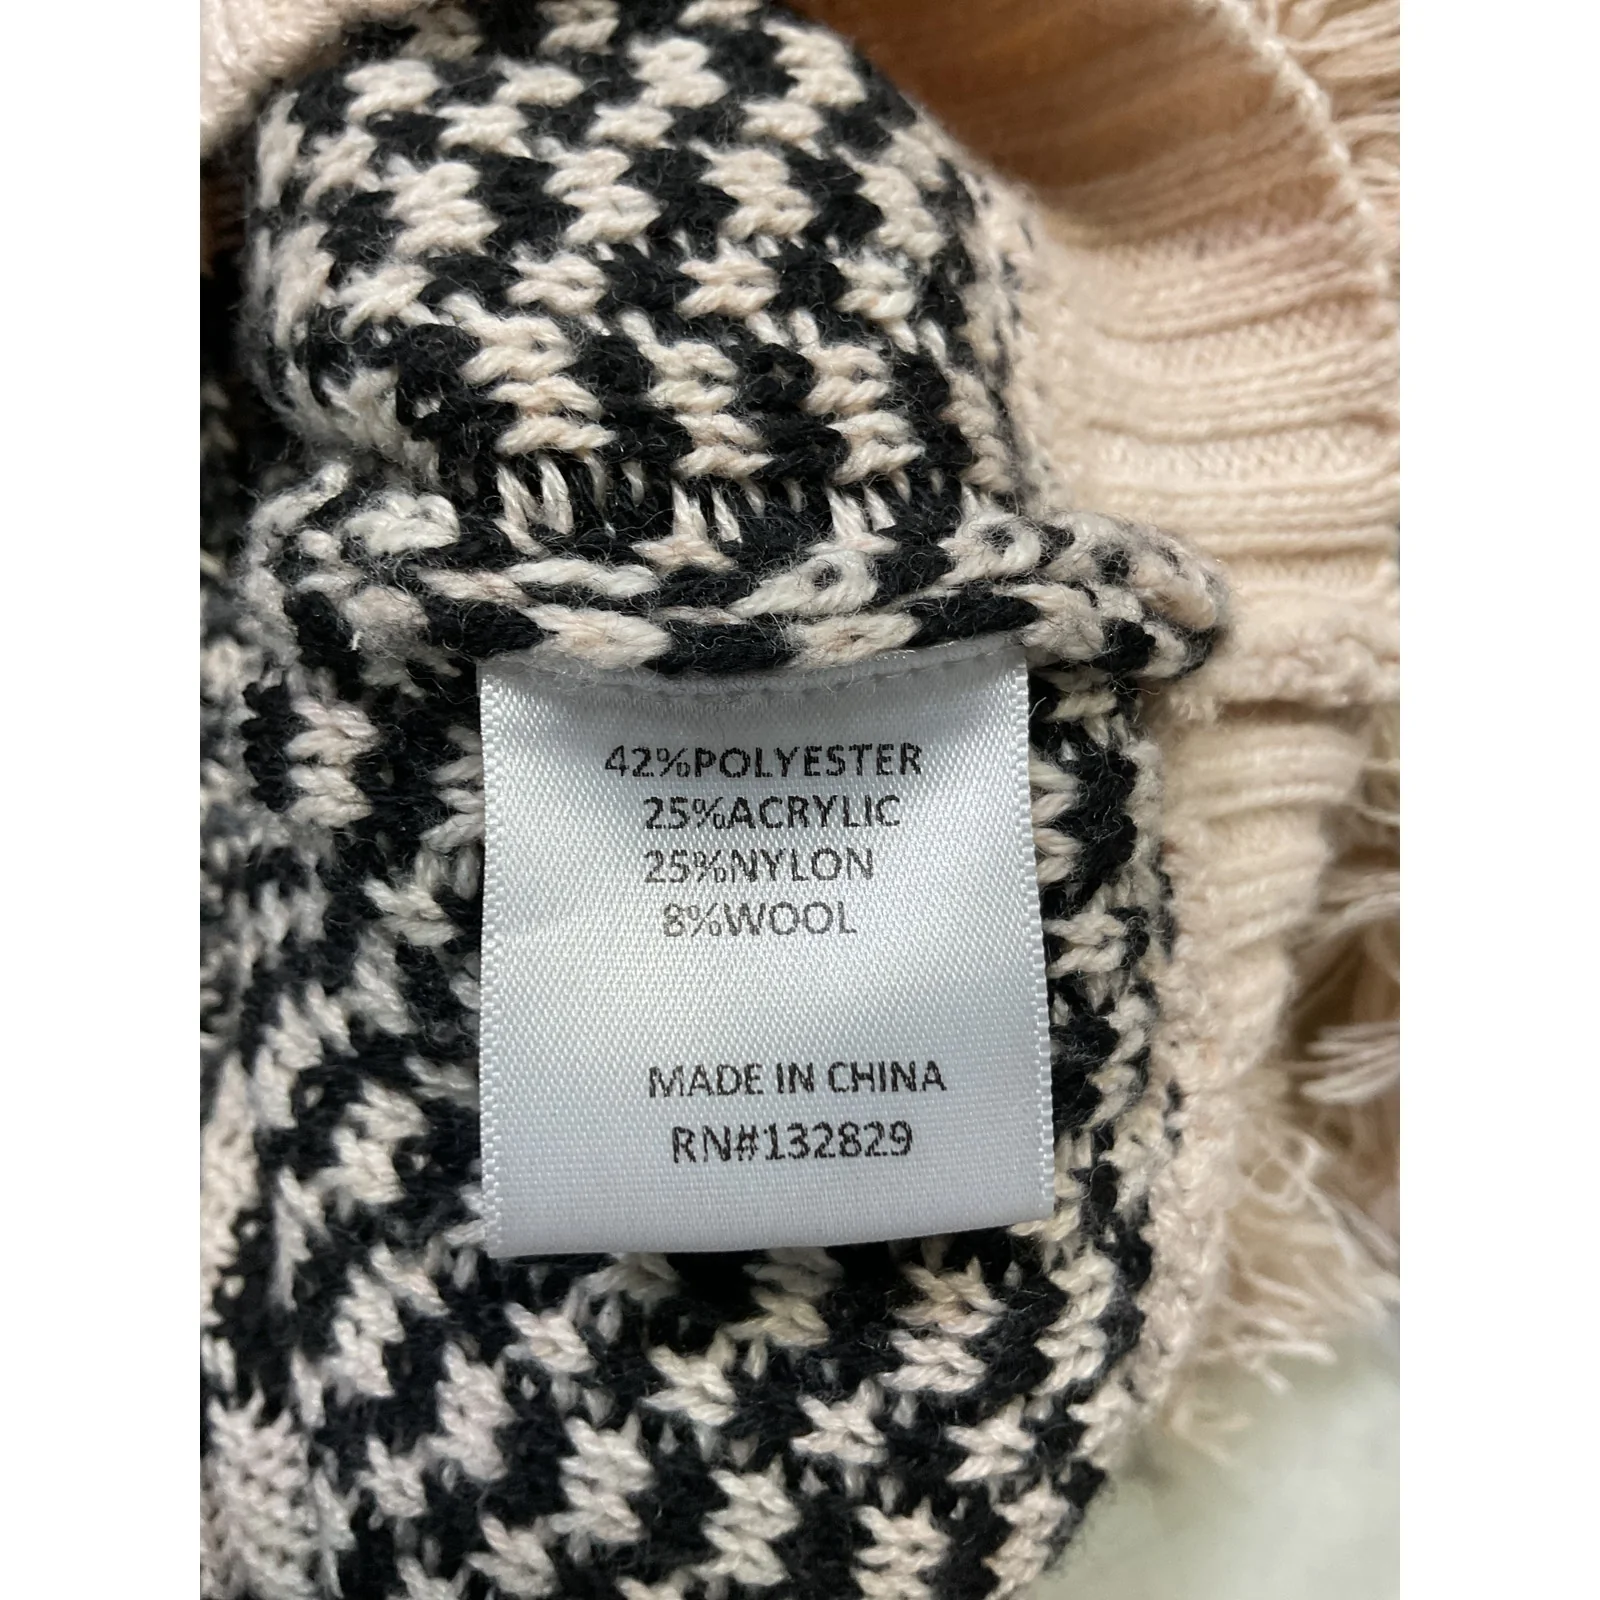 42%POLYESTER
25%ACRYLIC
25%NYLON
8%WOOL
MADE IN CHINA
RN#132829